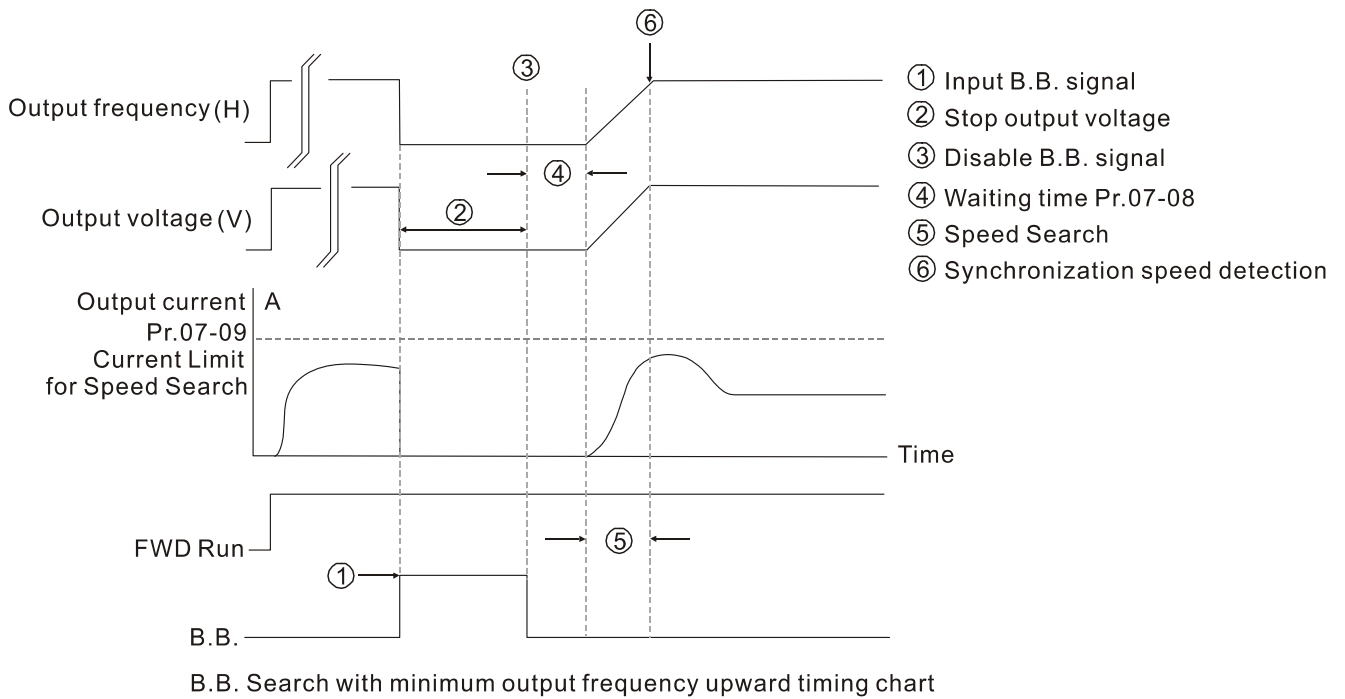 ⑥
③
Output frequency(H)
① Input B.B. signal
② Stop output voltage
③ Disable B.B. signal
④ Waiting time Pr.07-08
⑤ Speed Search
⑥ Synchronization speed detection
④
Output voltage(V)
②
Output current A
Pr.07-09
Current Limit
for Speed Search
Time
FWD Run
⑤
①
B.B.
B.B. Search with minimum output frequency upward timing chart